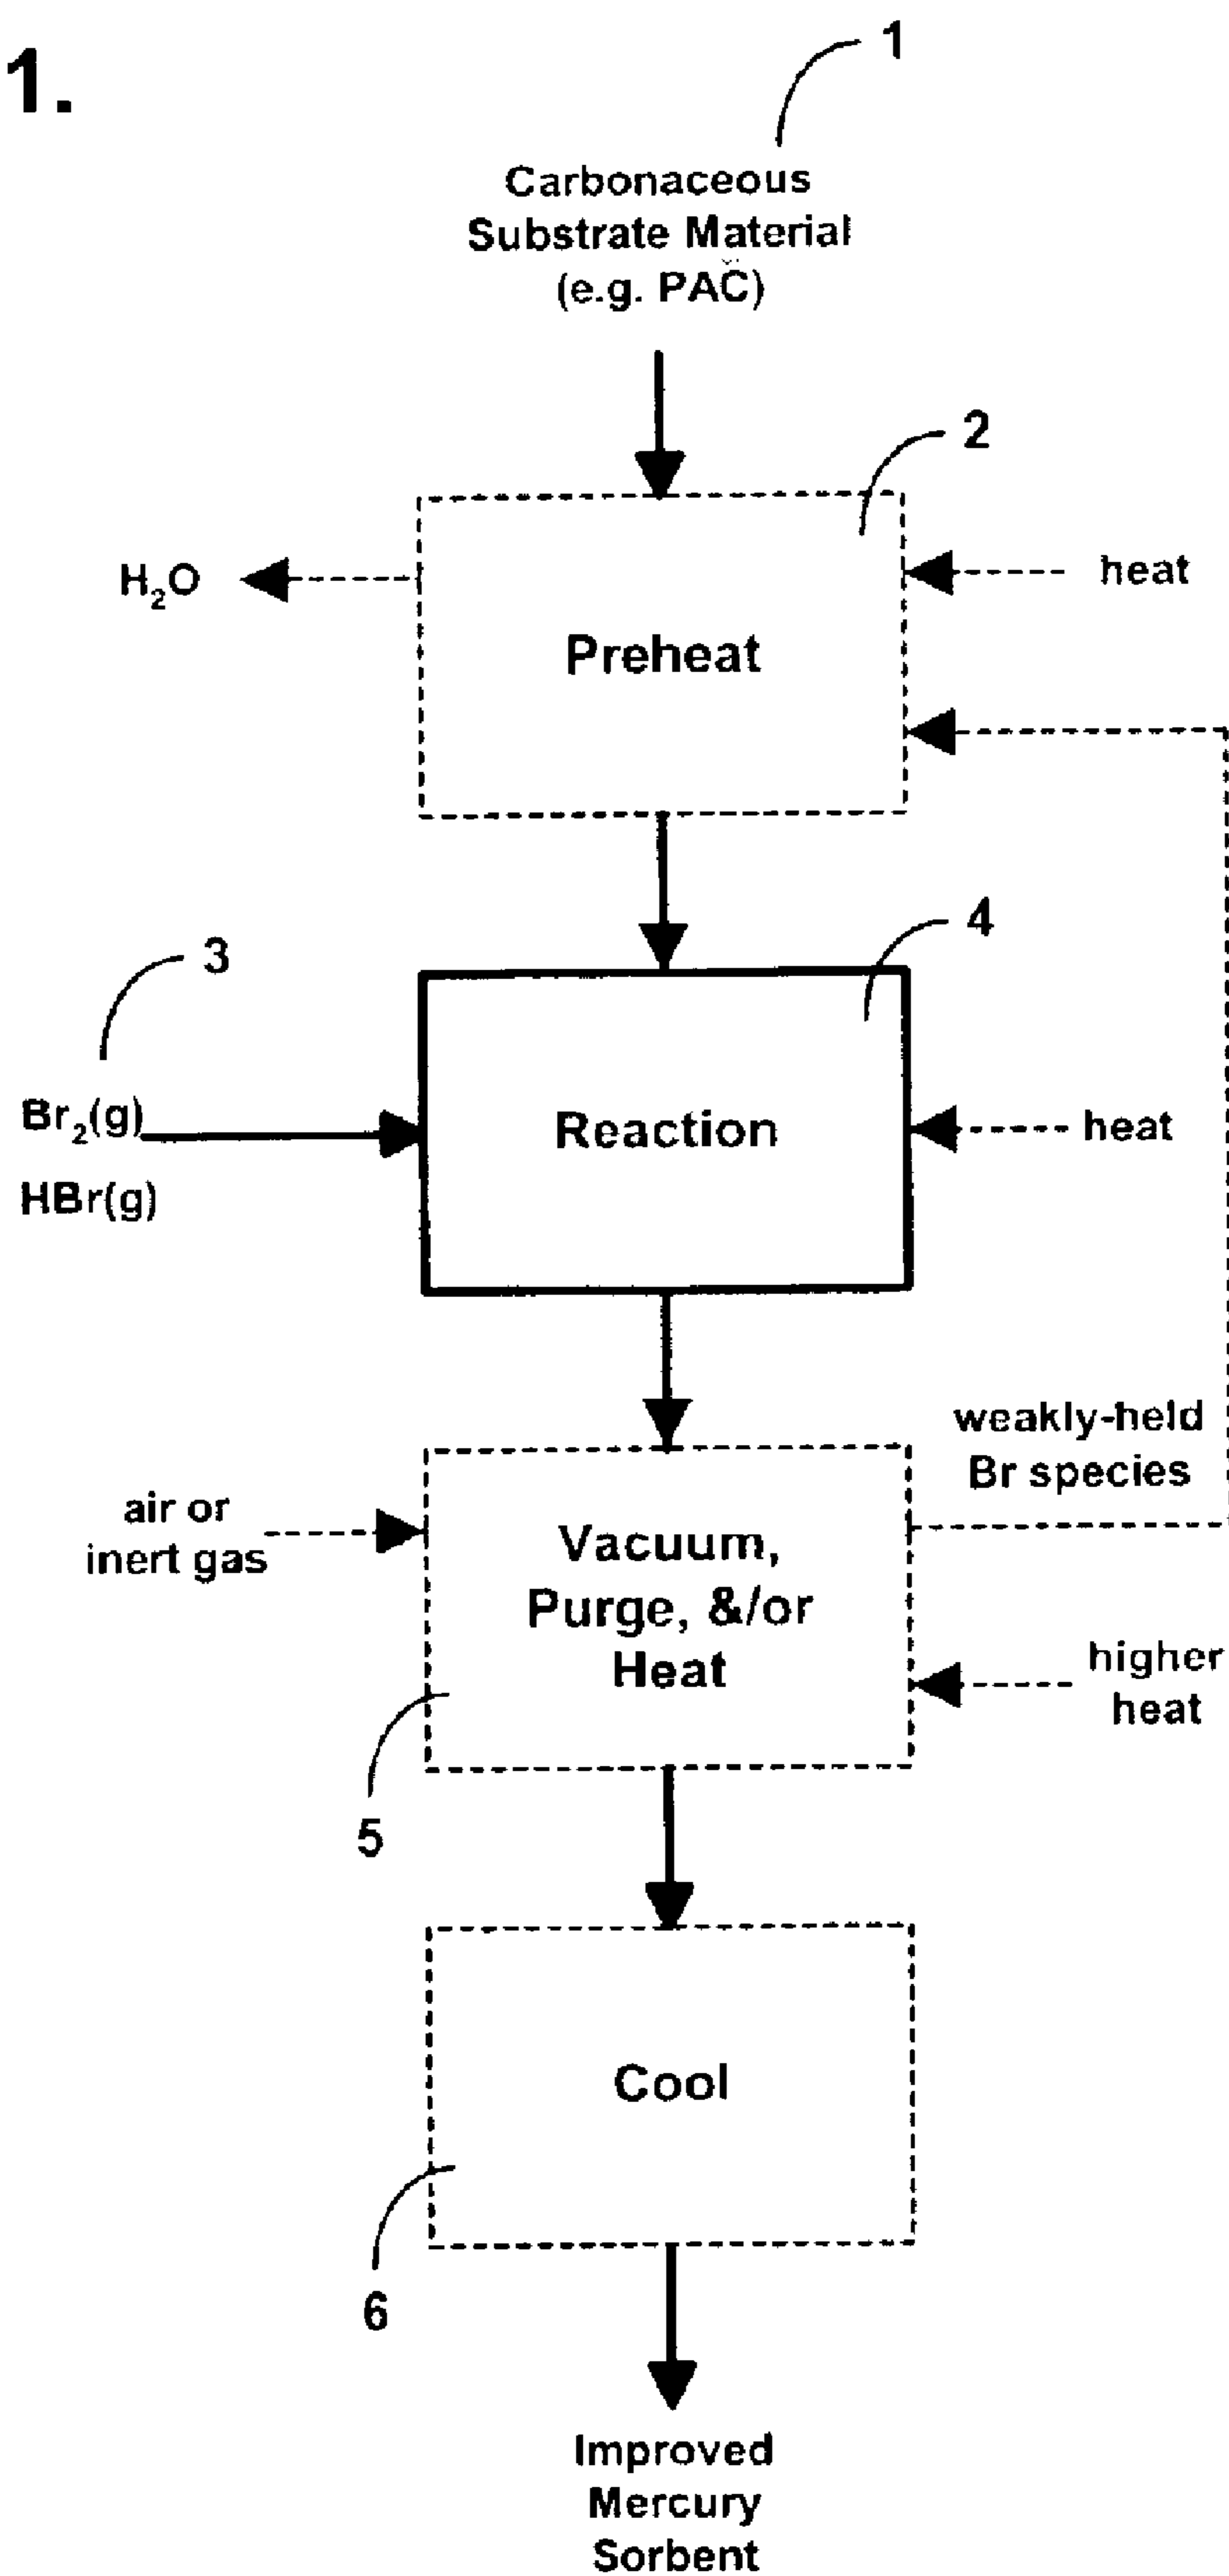 1.
1
Carbonaceous
Substrate Material
(e.g. PAC)
2
H₂O
heat
Preheat
3
4
Br₂(g)
HBr(g)
Reaction
heat
weakly-held
Br species
air or
inert gas
Vacuum,
Purge, &/or
Heat
higher
heat
5
Cool
6
Improved
Mercury
Sorbent